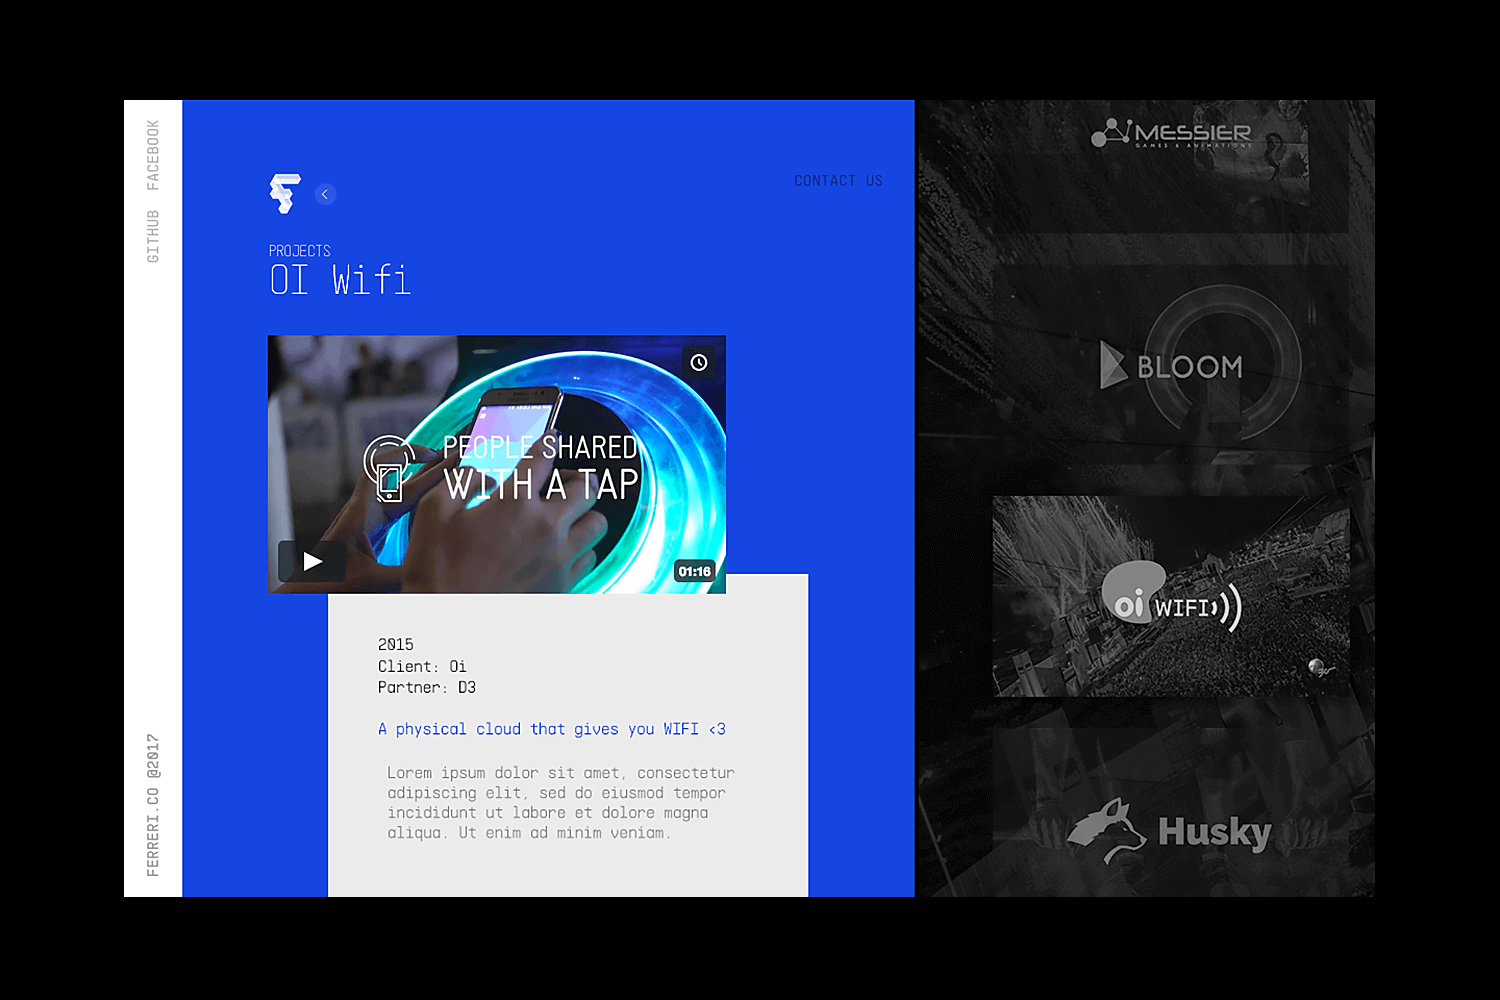 FACEBOOK
GITHUB
FERRERI.CO @2017
CONTACT US
PROJECTS
OI Wifi
PEOPLE SHARED
WITH A TAP
01:16
2015
Client: Oi
Partner: D3
A physical cloud that gives you WIFI <3
Lorem ipsum dolor sit amet, consectetur
adipiscing elit, sed do eiusmod tempor
incididunt ut labore et dolore magna
aliqua. Ut enim ad minim veniam.
MESSIER
GAMES & ANIMATIONS
BLOOM
oi WIFI
Husky